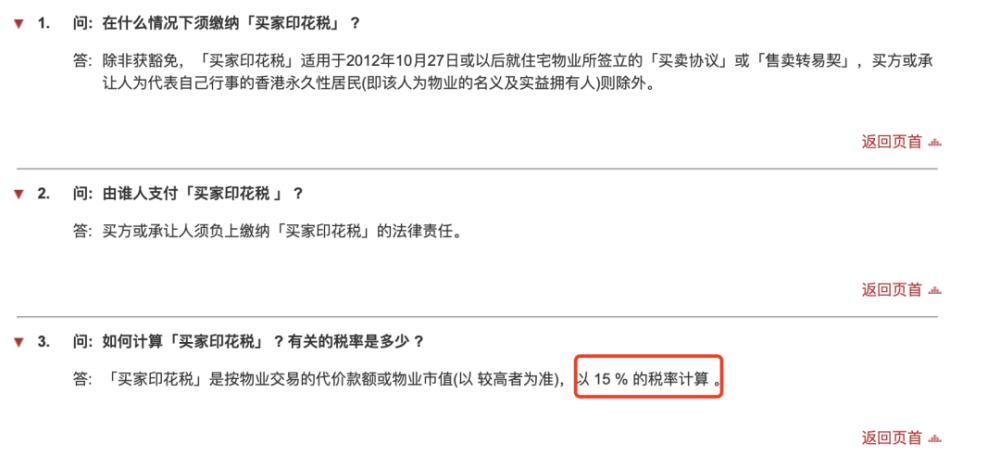 1. 问: 在什么情况下须缴纳「买家印花税」?
答: 除非获豁免，「买家印花税」适用于2012年10月27日或以后就住宅物业所签立的「买卖协议」或「售卖转易契」，买方或承
让人为代表自己行事的香港永久性居民(即该人为物业的名义及实益拥有人)则除外。
返回页首
2. 问: 由谁人支付「买家印花税 」?
答: 买方或承让人须负上缴纳「买家印花税」的法律责任。
返回页首
3. 问: 如何计算「买家印花税」? 有关的税率是多少 ?
答: 「买家印花税」是按物业交易的代价款额或物业市值(以 较高者为准)，以 15 % 的税率计算 。
返回页首